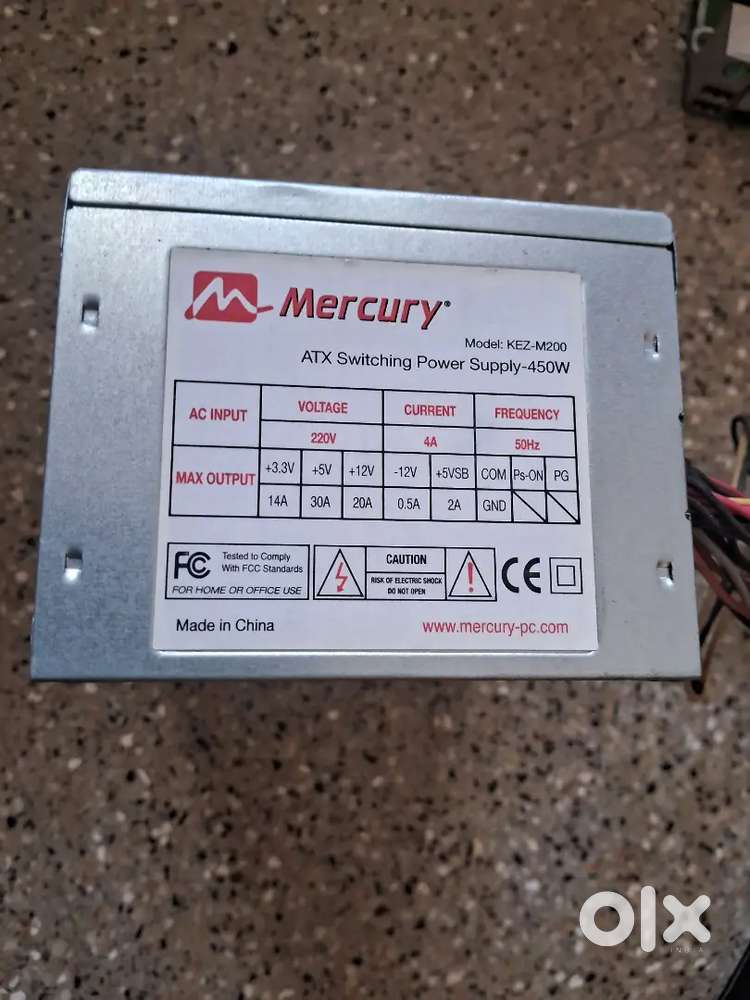 Mercury®
Model: KEZ-M200
ATX Switching Power Supply-450W
AC INPUT VOLTAGE CURRENT FREQUENCY
220V 4A 50Hz
MAX OUTPUT +3.3V +5V +12V -12V +5VSB COM Ps-ON PG
14A 30A 20A 0.5A 2A GND
FC Tested to Comply
With FCC Standards
FOR HOME OR OFFICE USE
CAUTION
RISK OF ELECTRIC SHOCK
DO NOT OPEN
CE
Made in China
www.mercury-pc.com
olx
INDIA